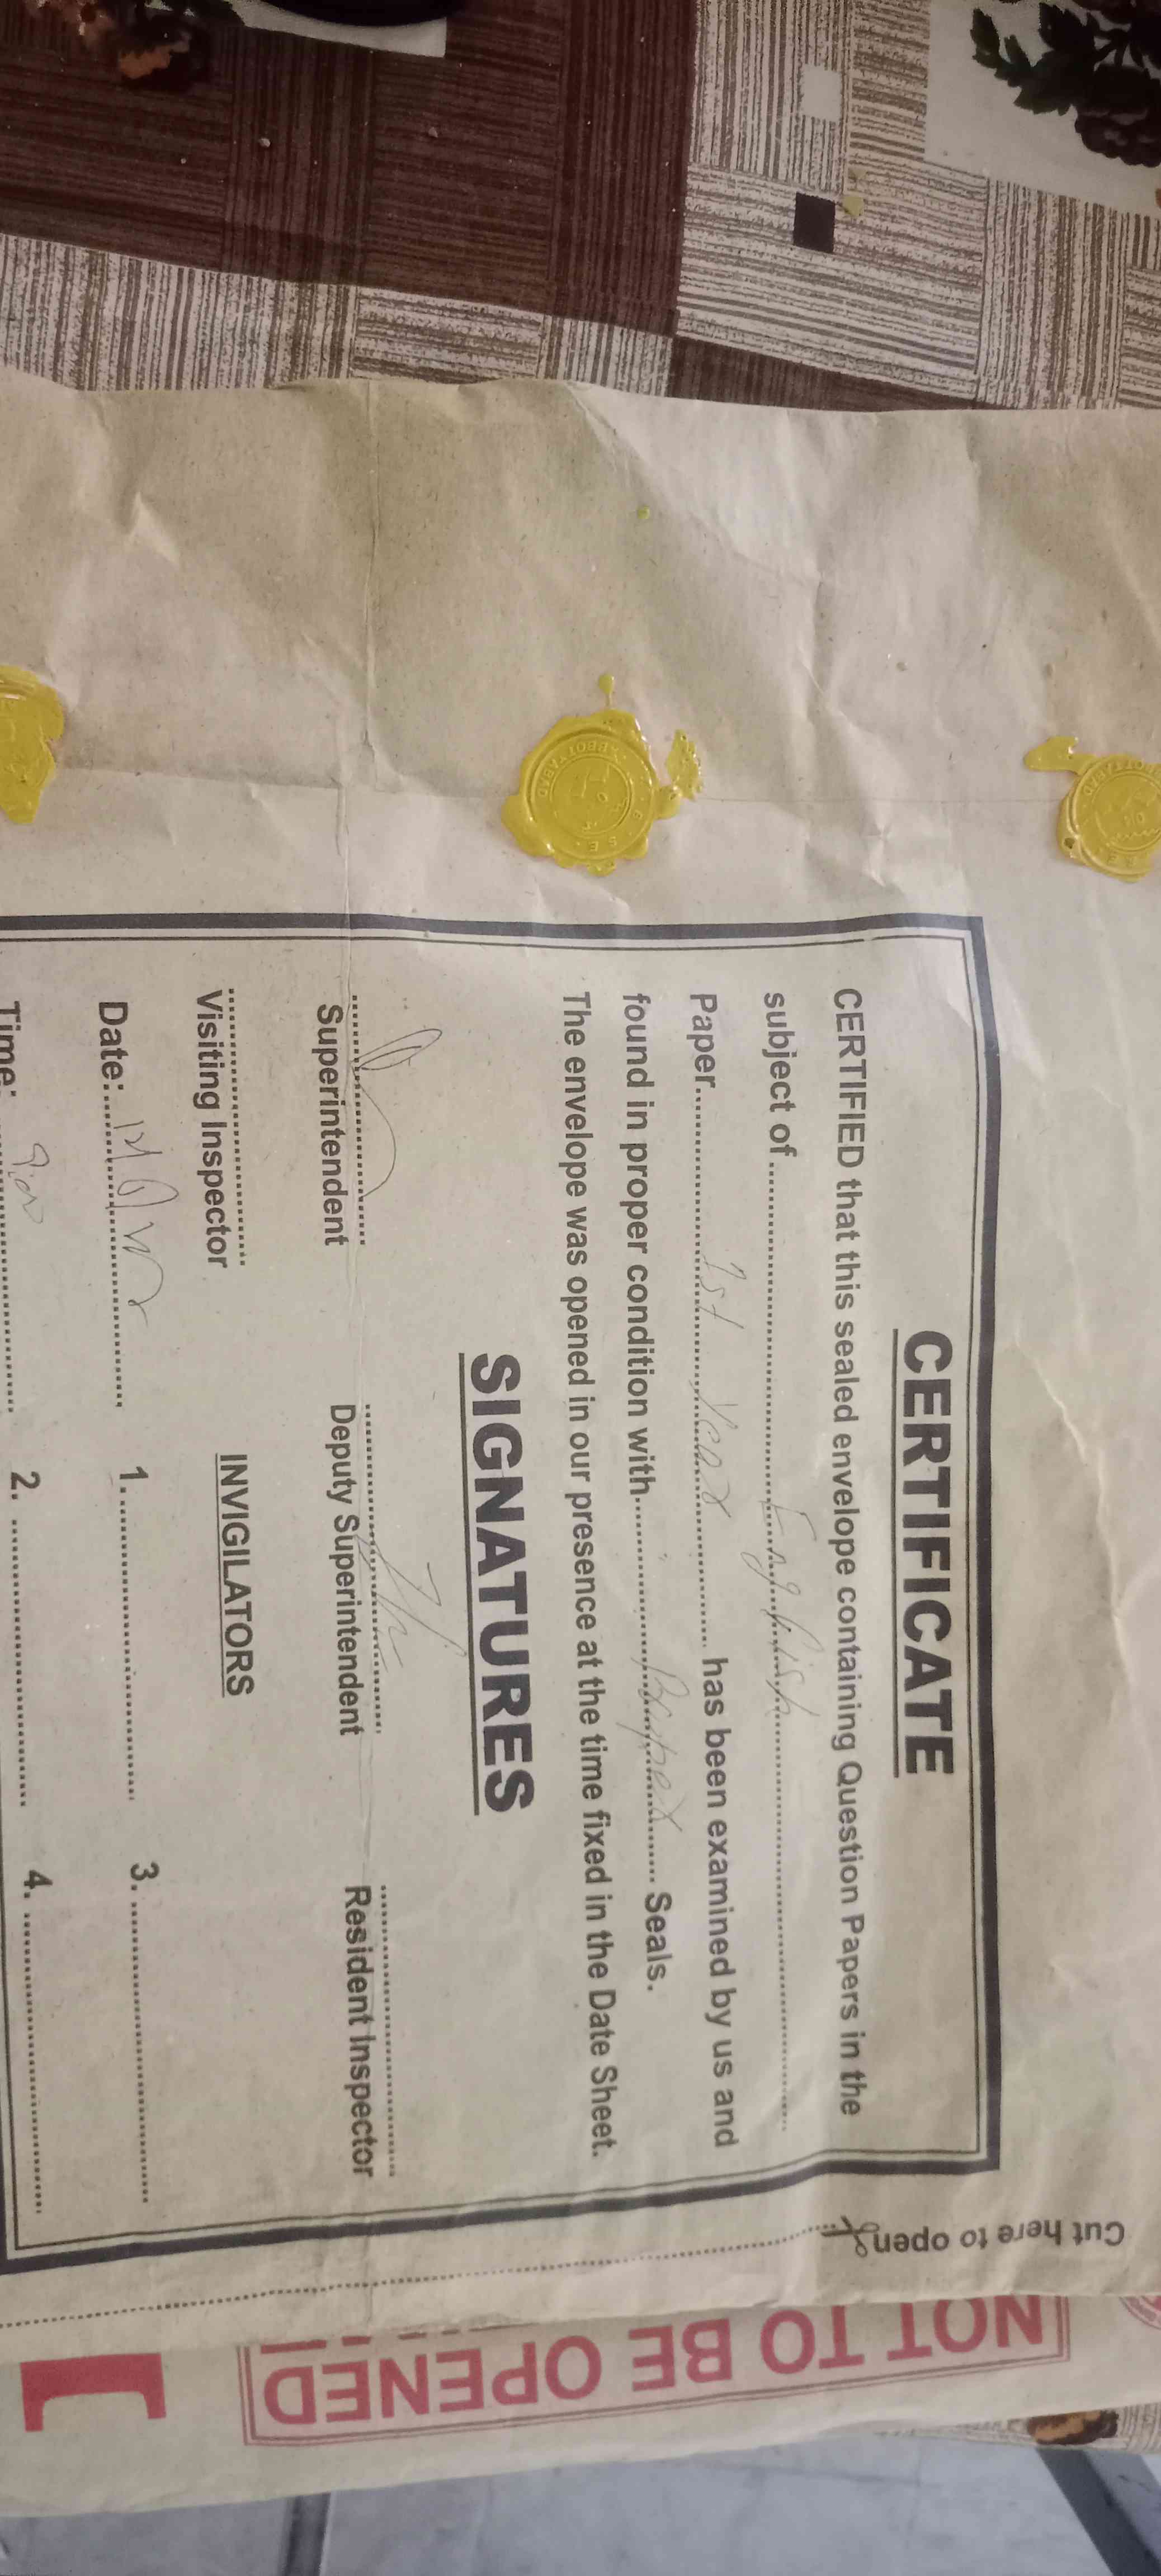 CERTIFICATE
CERTIFIED that this sealed envelope containing Question Papers in the
subject of English
Paper 1st Year has been examined by us and
found in proper condition with Seals.
The envelope was opened in our presence at the time fixed in the Date Sheet.
SIGNATURES
Superintendent
Deputy Superintendent
Resident Inspector
Visiting Inspector
INVIGILATORS
Date:
1.
3.
Time:
2.
4.
Cut here to open
NOT TO BE OPENED
B S E
ABBOTTABAD